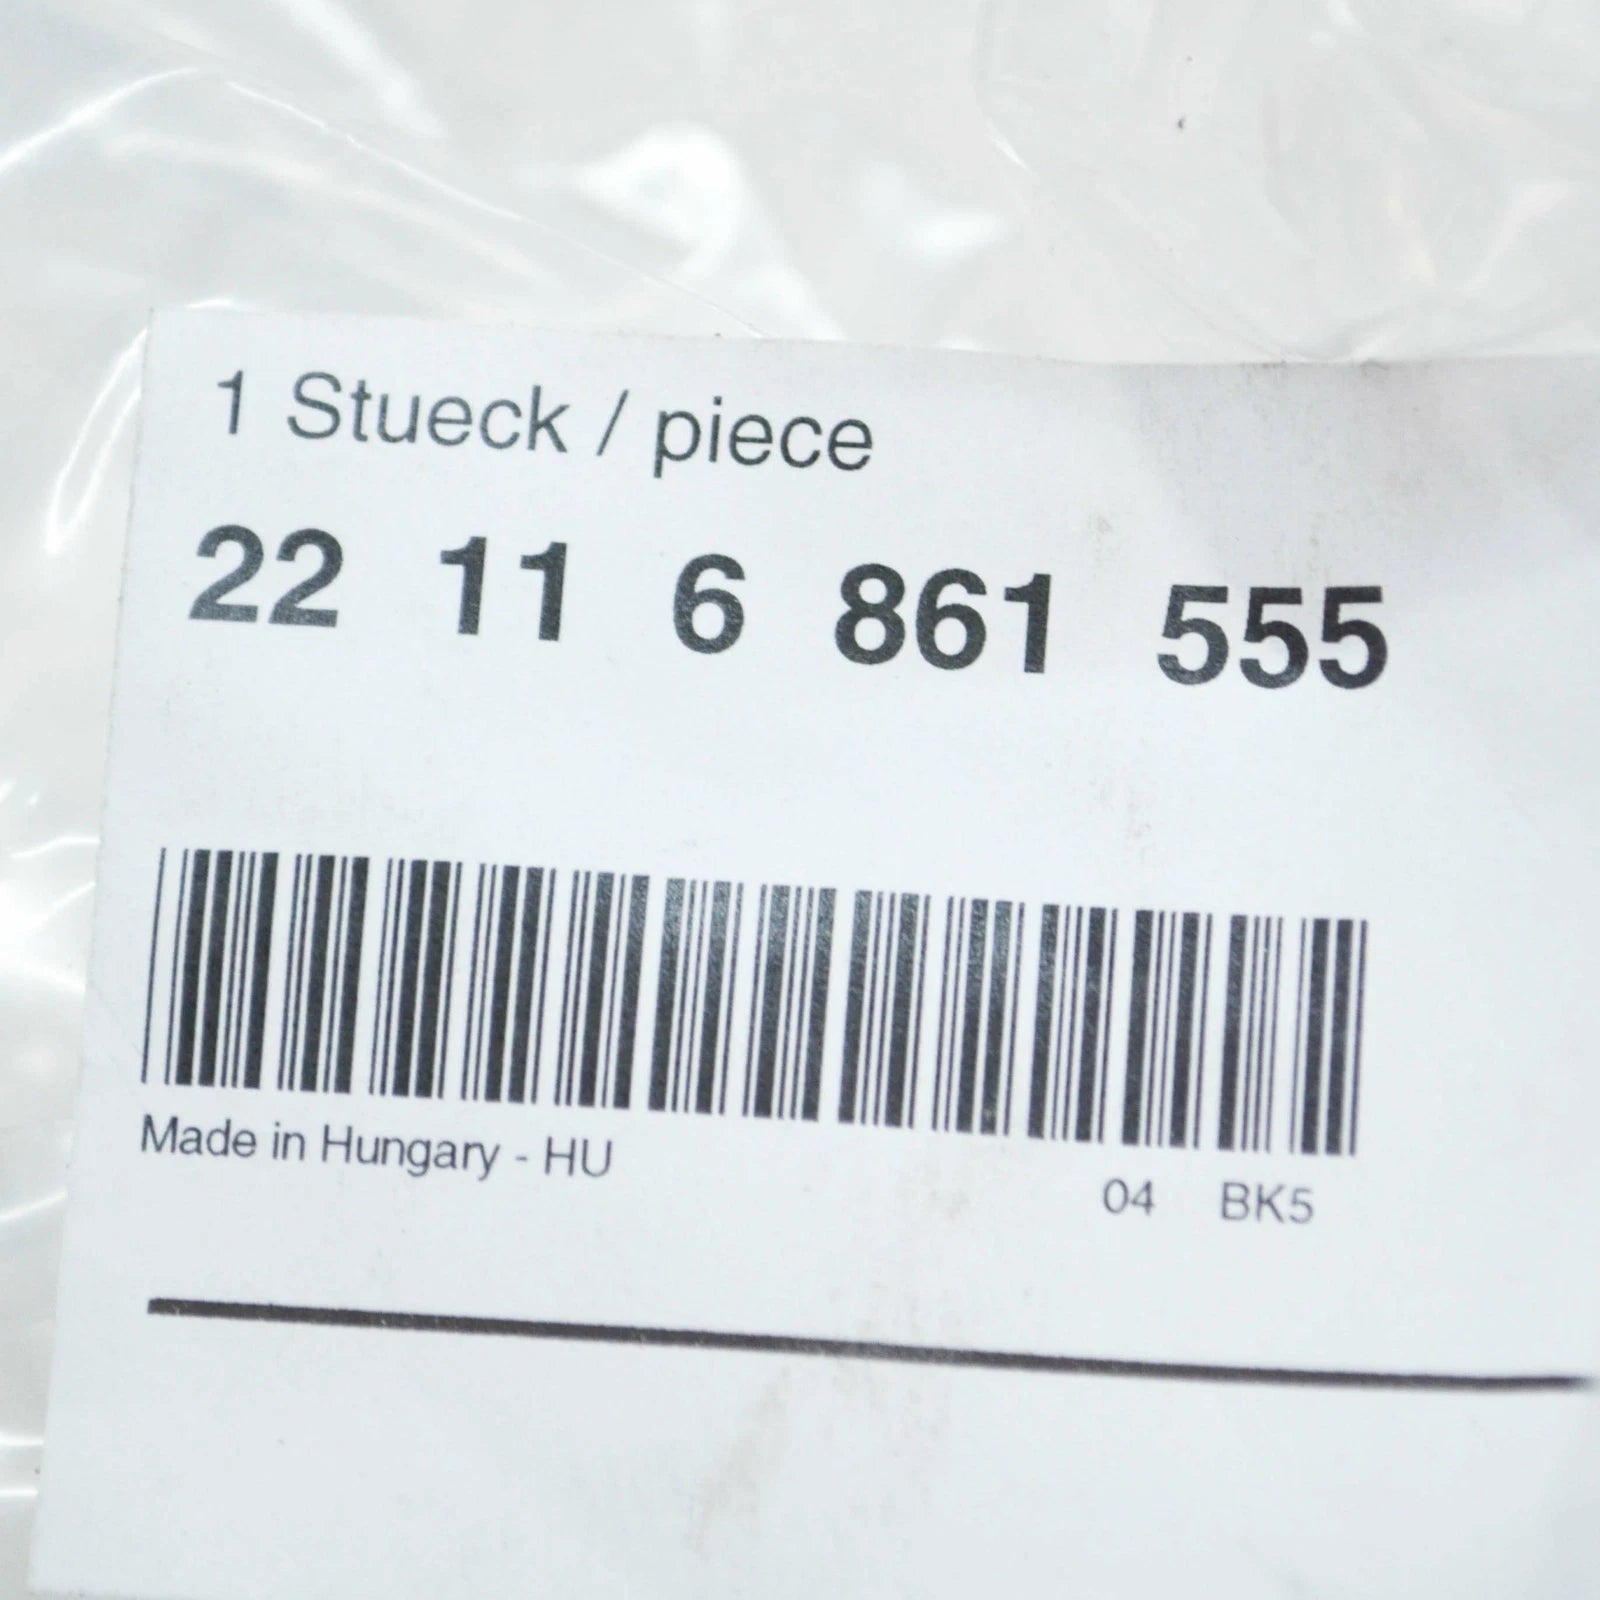 1 Stueck / piece
22 11 6 861 555
Made in Hungary - HU
04 BK5